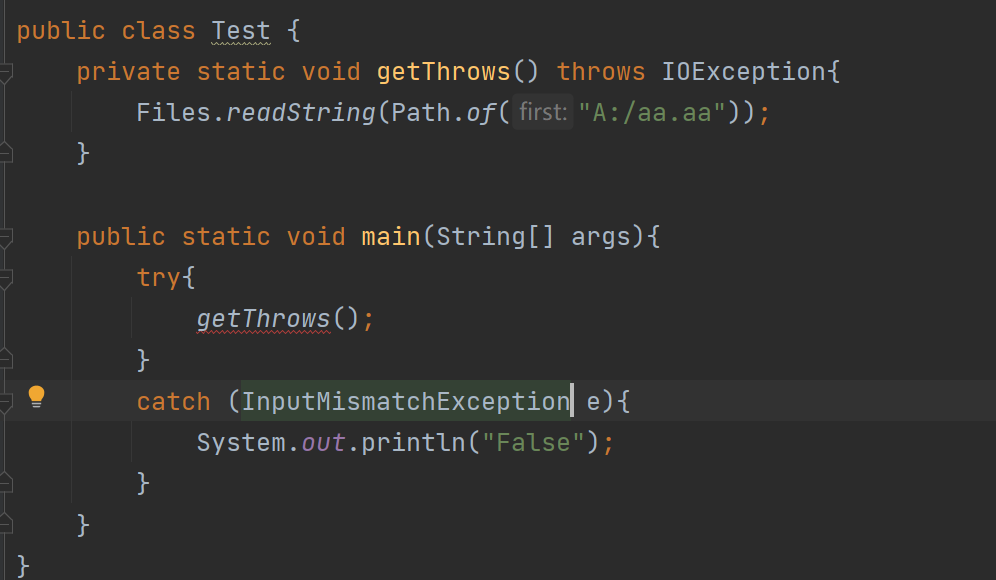 public class Test {
private static void getThrows() throws IOException{
Files.readString(Path.of( first: "A:/aa.aa"));
}
public static void main(String[] args){
try{
getThrows();
}
catch (InputMismatchException e){
System.out.println("False");
}
}
}